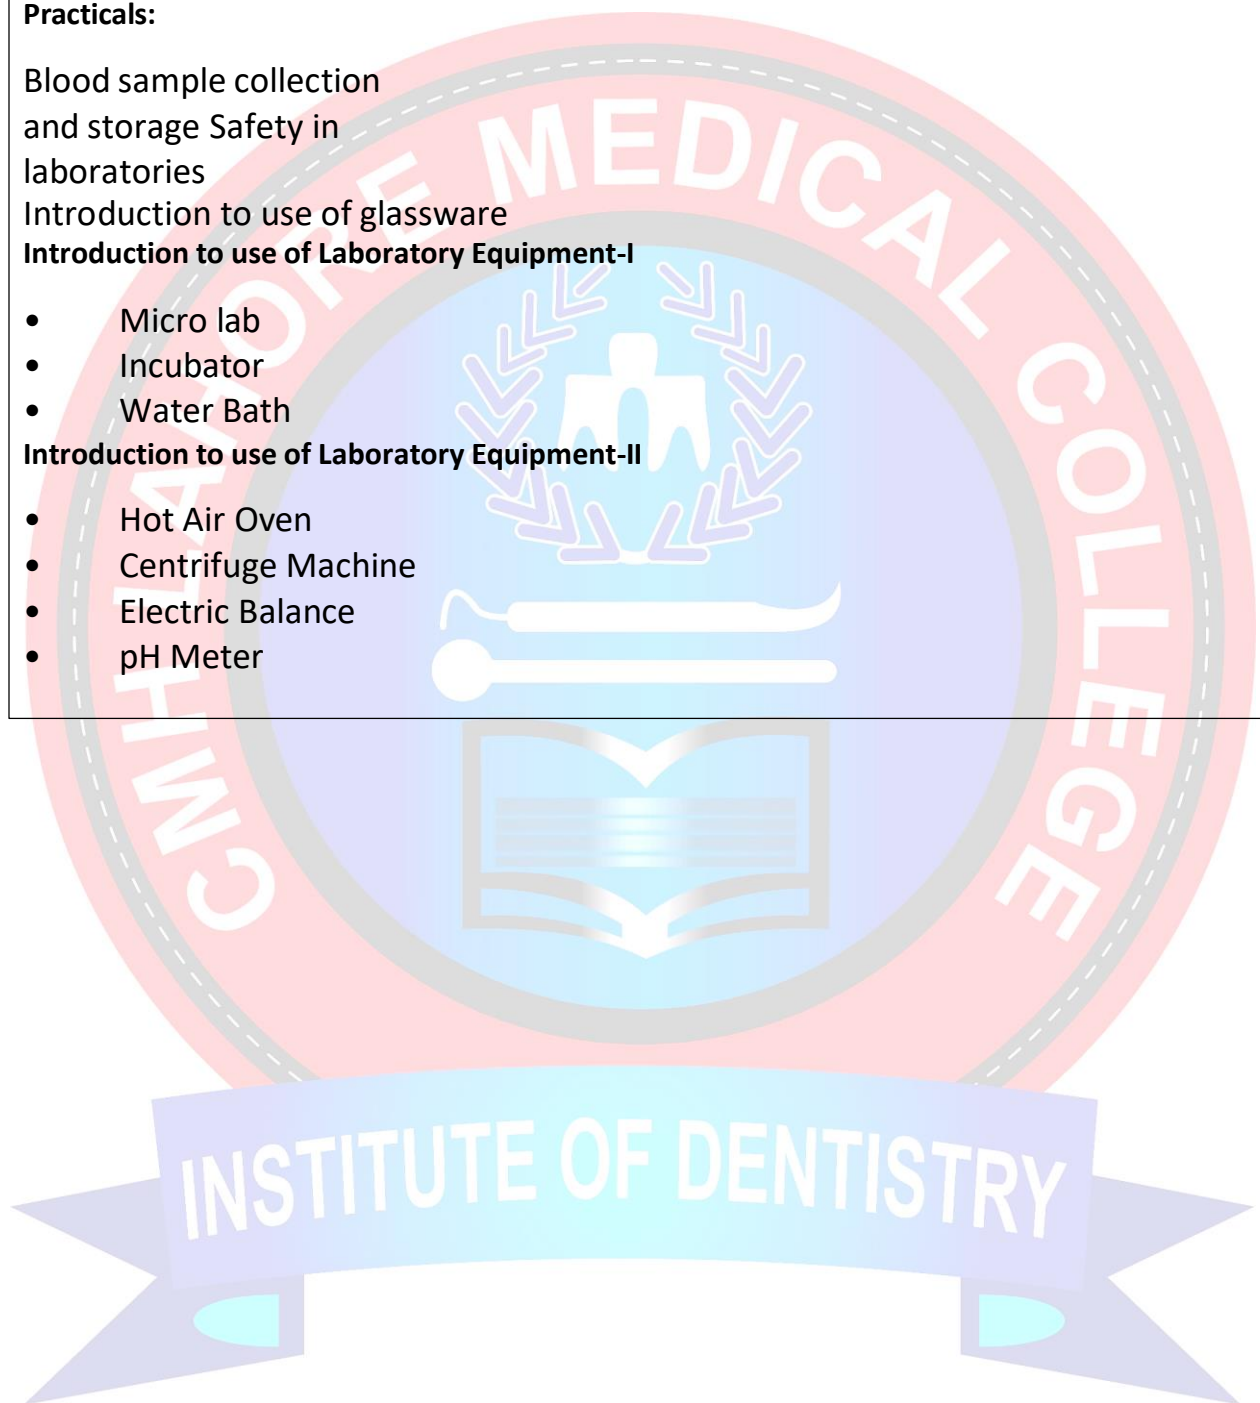 Practicals:
Blood sample collection
and storage Safety in
laboratories
Introduction to use of glassware
Introduction to use of Laboratory Equipment-I
• Micro lab
• Incubator
• Water Bath
Introduction to use of Laboratory Equipment-II
• Hot Air Oven
• Centrifuge Machine
• Electric Balance
• pH Meter
CMH LAHORE MEDICAL COLLEGE
INSTITUTE OF DENTISTRY